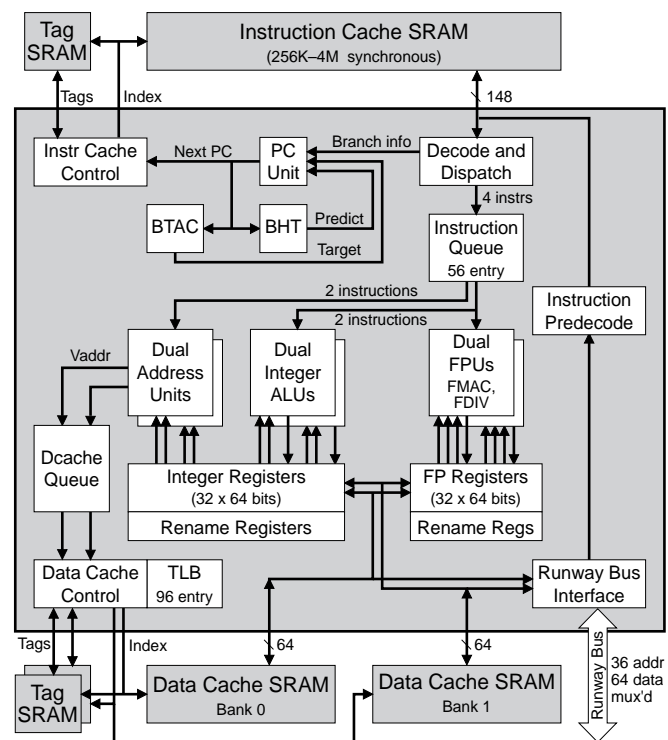 Tag
SRAM
Instruction Cache SRAM
(256K–4M synchronous)
Tags
Index
148
Instr Cache
Control
Next PC
PC
Unit
Branch info
Decode and
Dispatch
4 instrs
BTAC
BHT
Predict
Target
Instruction
Queue
56 entry
2 instructions
2 instructions
Instruction
Predecode
Vaddr
Dual
Address
Units
Dual
Integer
ALUs
Dual
FPUs
FMAC,
FDIV
Dcache
Queue
Integer Registers
(32 x 64 bits)
Rename Registers
FP Registers
(32 x 64 bits)
Rename Regs
Data Cache
Control
TLB
96 entry
Runway Bus
Interface
Tags
Index
64
64
Tag
SRAM
Data Cache SRAM
Bank 0
Data Cache SRAM
Bank 1
Runway Bus
36 addr
64 data
mux'd